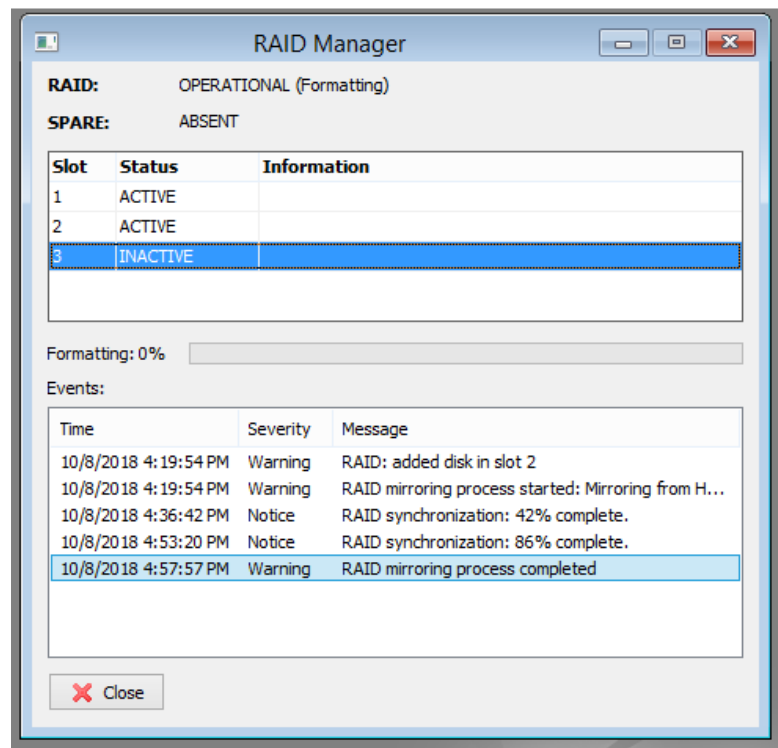 RAID Manager
RAID: OPERATIONAL (Formatting)
SPARE: ABSENT
Slot Status Information
1 ACTIVE
2 ACTIVE
3 INACTIVE
Formatting: 0%
Events:
Time Severity Message
10/8/2018 4:19:54 PM Warning RAID: added disk in slot 2
10/8/2018 4:19:54 PM Warning RAID mirroring process started: Mirroring from H...
10/8/2018 4:36:42 PM Notice RAID synchronization: 42% complete.
10/8/2018 4:53:20 PM Notice RAID synchronization: 86% complete.
10/8/2018 4:57:57 PM Warning RAID mirroring process completed
Close